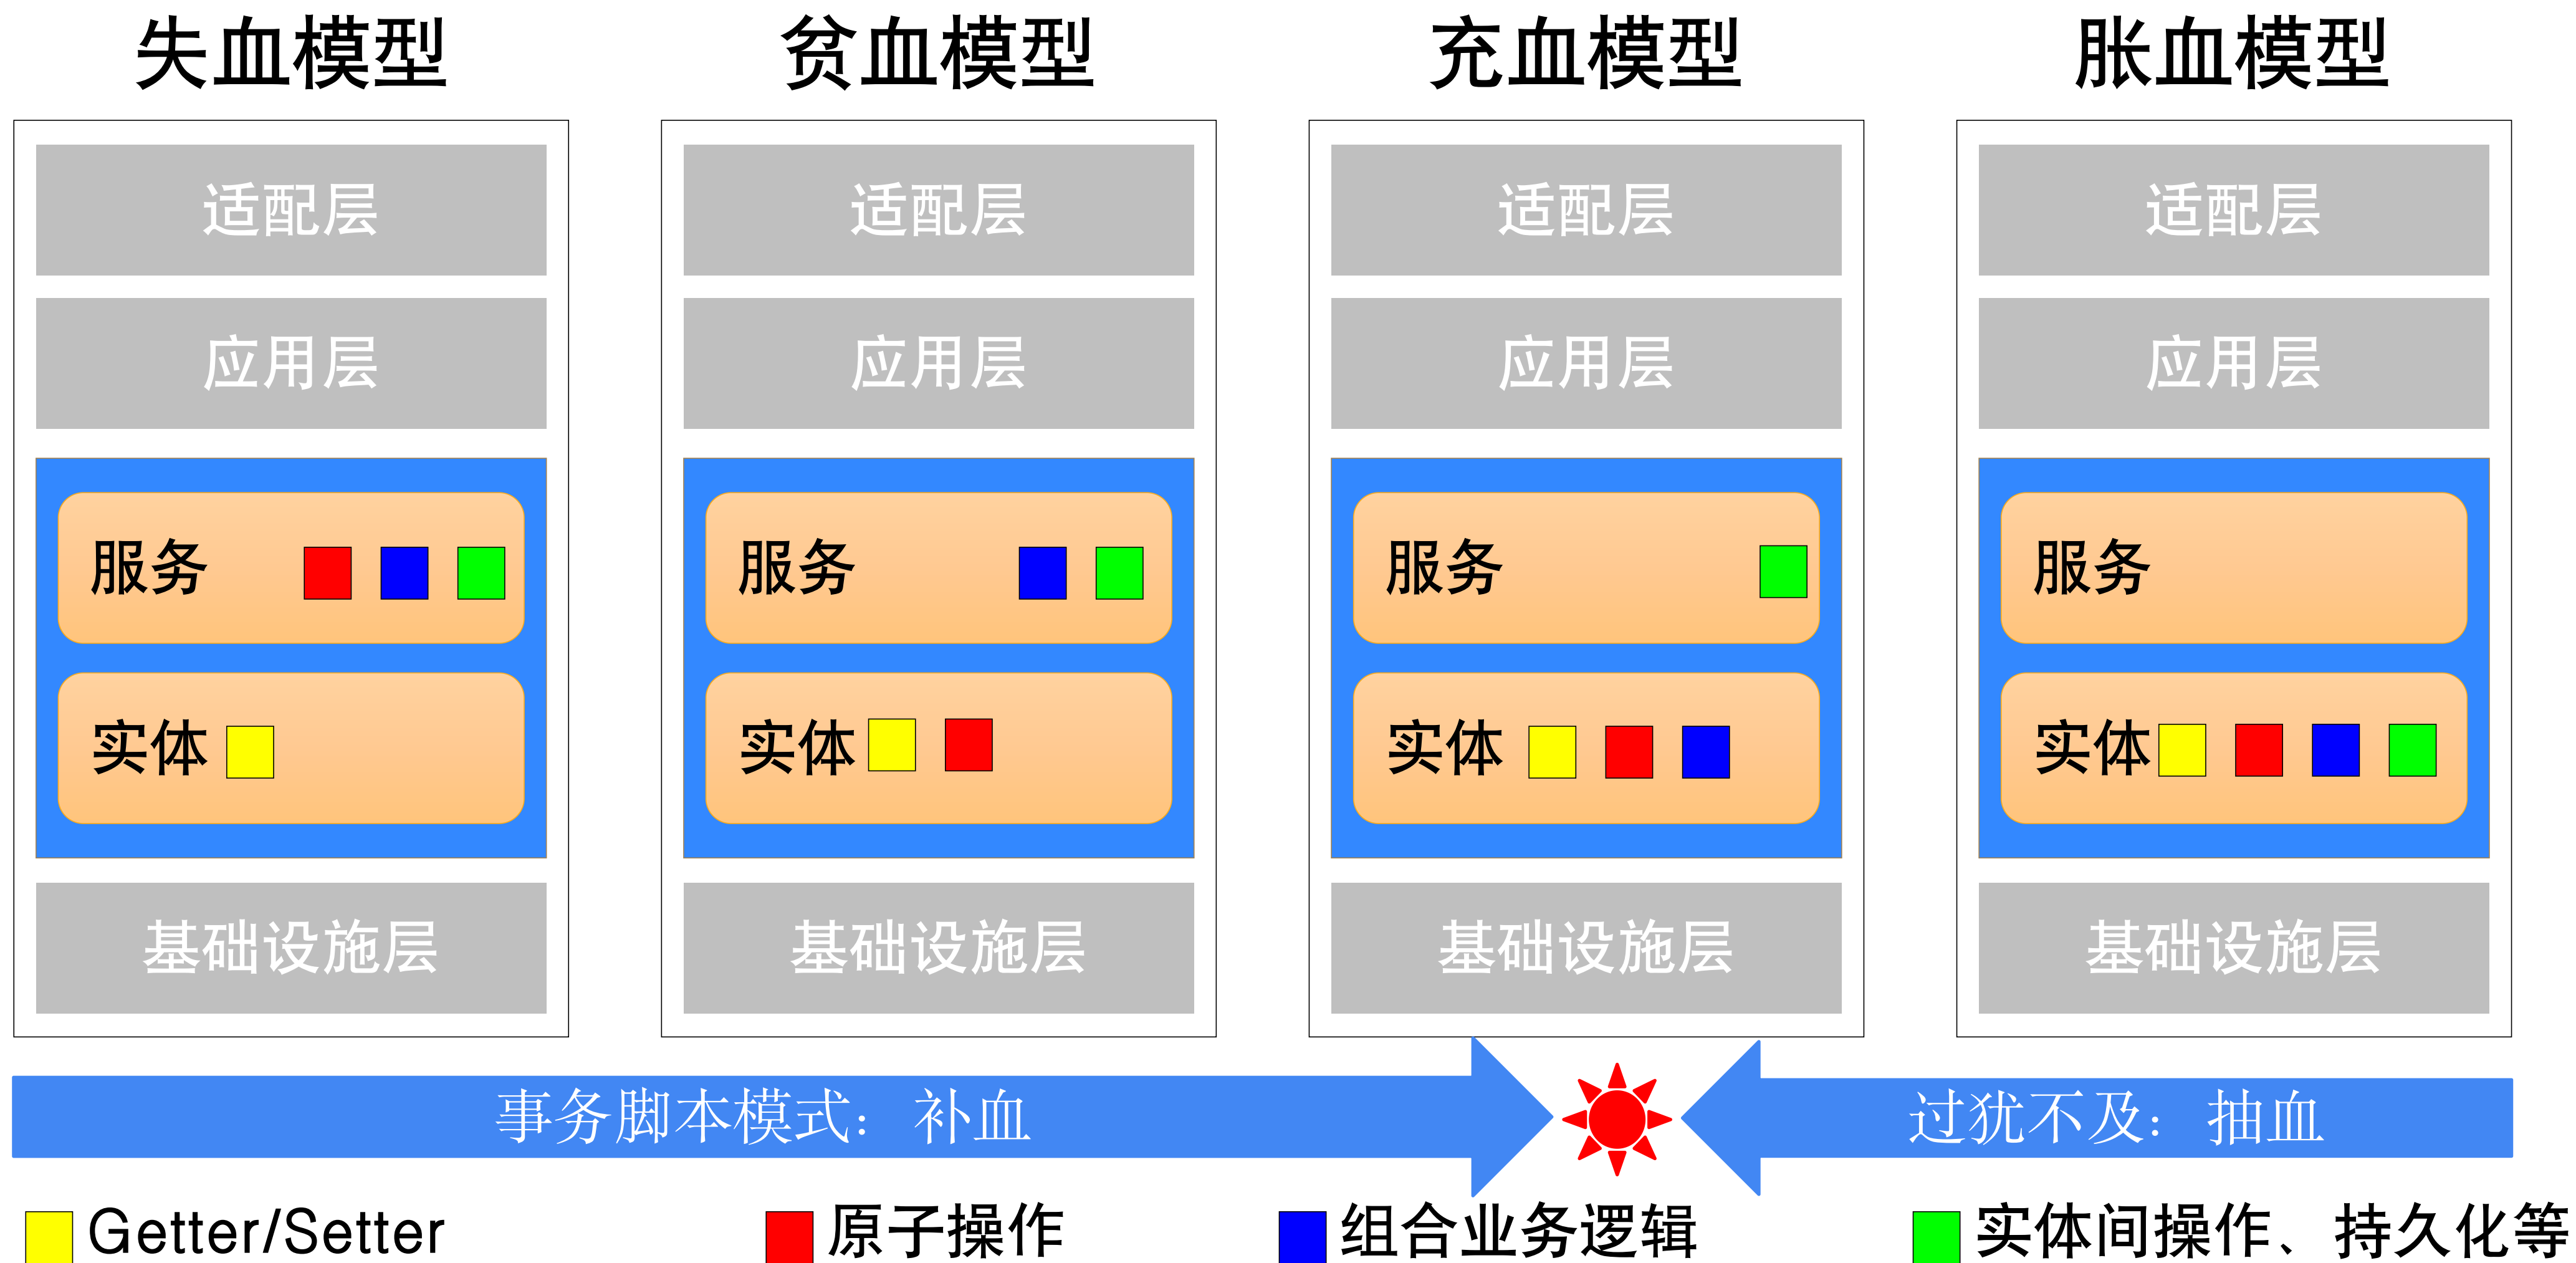 失血模型
贫血模型
充血模型
胀血模型
适配层
适配层
适配层
适配层
应用层
应用层
应用层
应用层
服务
服务
服务
服务
实体
实体
实体
实体
基础设施层
基础设施层
基础设施层
基础设施层
事务脚本模式：补血
过犹不及：抽血
Getter/Setter
原子操作
组合业务逻辑
实体间操作、持久化等